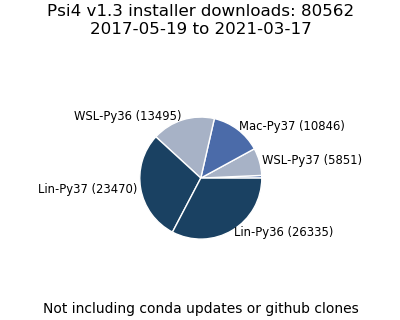 Psi4 v1.3 installer downloads: 80562
2017-05-19 to 2021-03-17
WSL-Py36 (13495)
Mac-Py37 (10846)
WSL-Py37 (5851)
Lin-Py37 (23470)
Lin-Py36 (26335)
Not including conda updates or github clones